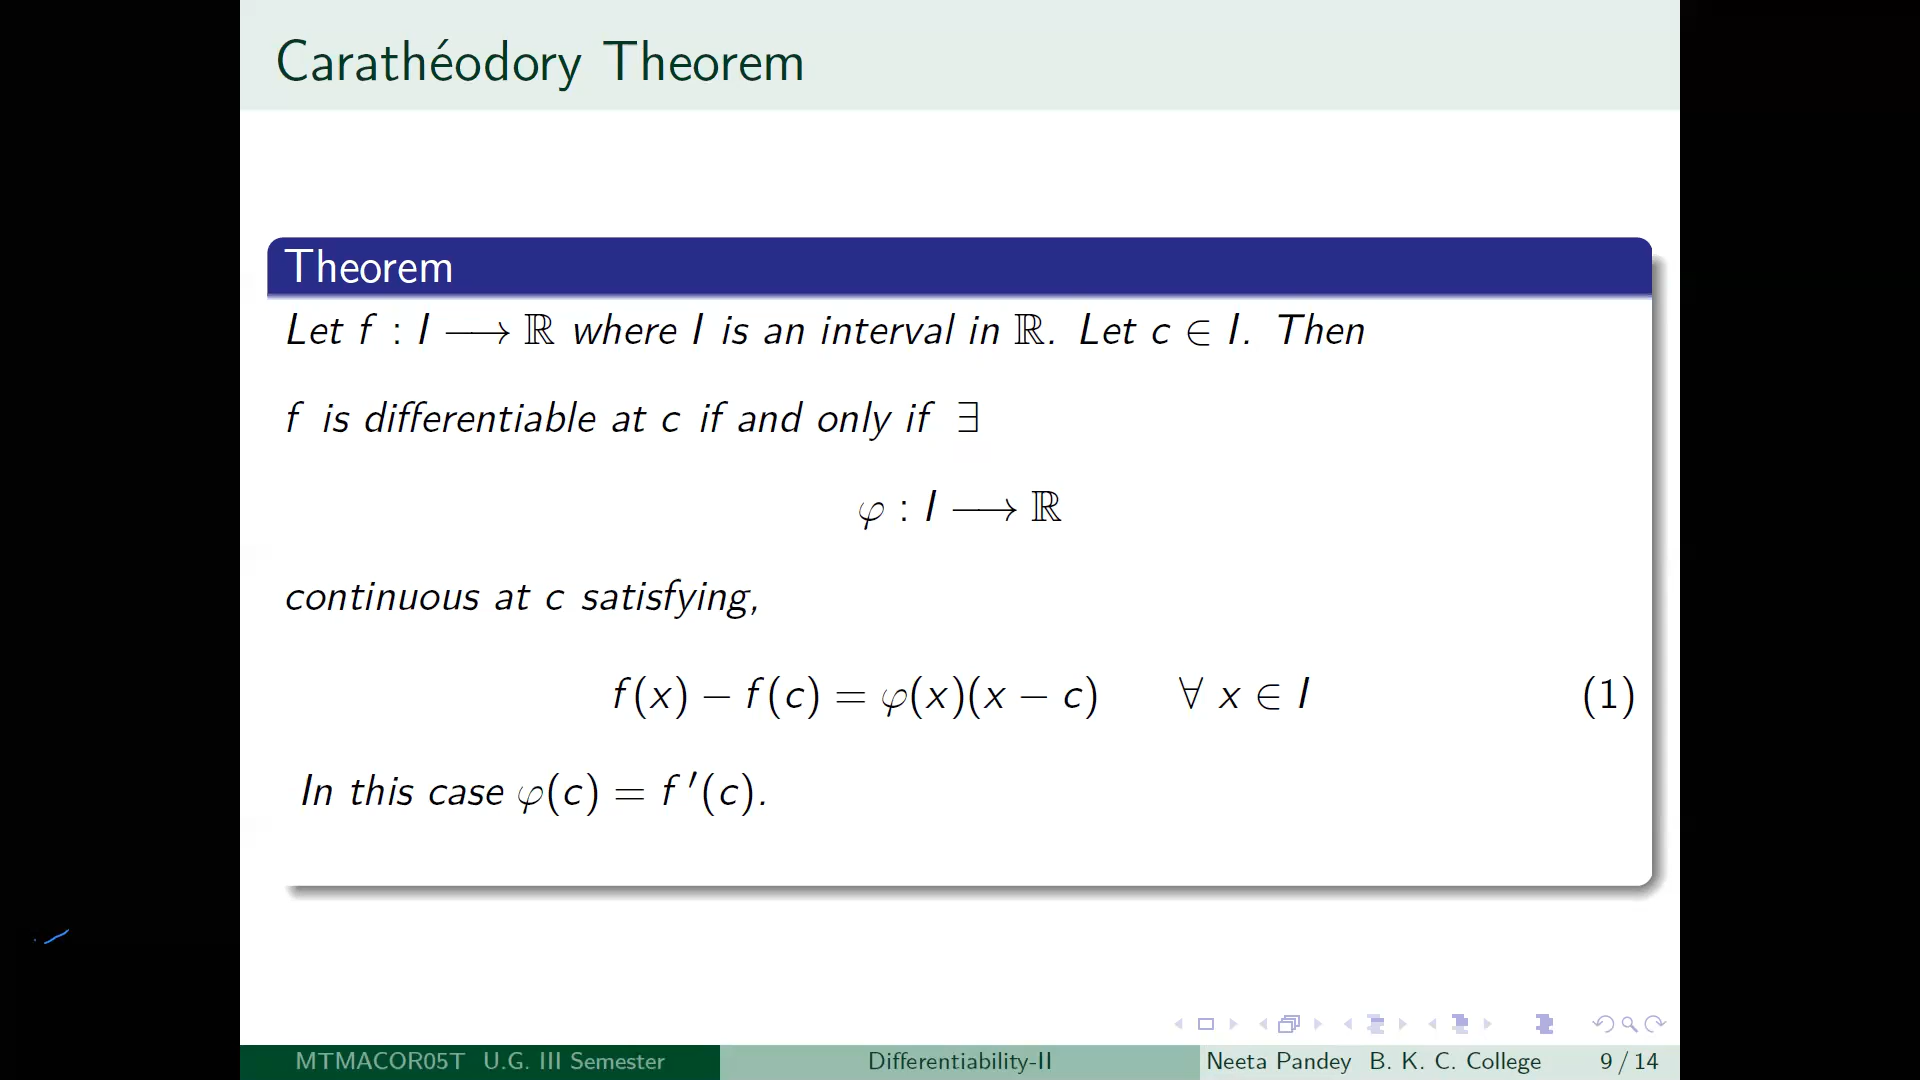 Carathéodory Theorem
Theorem
Let f : I ⟶ ℝ where I is an interval in ℝ. Let c ∈ I. Then
f is differentiable at c if and only if ∃
φ : I ⟶ ℝ
continuous at c satisfying,
f(x) − f(c) = φ(x)(x − c) ∀ x ∈ I (1)
In this case φ(c) = f ′(c).
MTMACOR05T U.G. III Semester Differentiability-II Neeta Pandey B. K. C. College 9 / 14